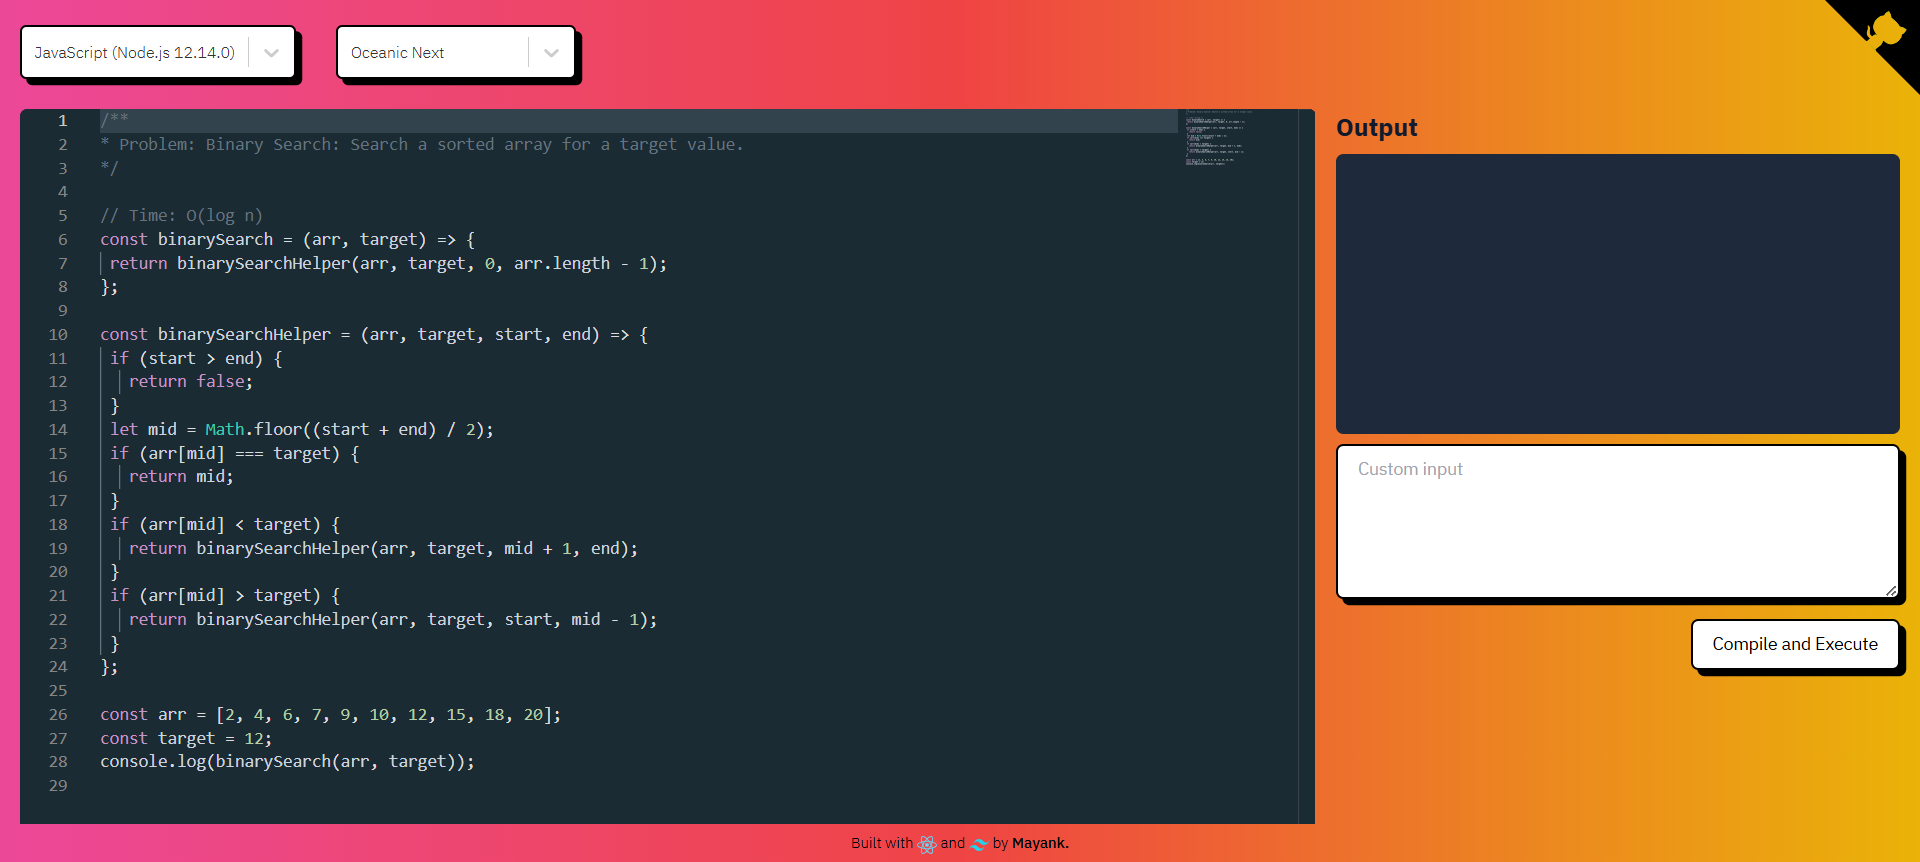 JavaScript (Node.js 12.14.0)
Oceanic Next
1 /**
2 * Problem: Binary Search: Search a sorted array for a target value.
3 */
4
5 // Time: O(log n)
6 const binarySearch = (arr, target) => {
7  return binarySearchHelper(arr, target, 0, arr.length - 1);
8 };
9
10 const binarySearchHelper = (arr, target, start, end) => {
11  if (start > end) {
12    return false;
13  }
14  let mid = Math.floor((start + end) / 2);
15  if (arr[mid] === target) {
16    return mid;
17  }
18  if (arr[mid] < target) {
19    return binarySearchHelper(arr, target, mid + 1, end);
20  }
21  if (arr[mid] > target) {
22    return binarySearchHelper(arr, target, start, mid - 1);
23  }
24 };
25
26 const arr = [2, 4, 6, 7, 9, 10, 12, 15, 18, 20];
27 const target = 12;
28 console.log(binarySearch(arr, target));
29
Output
Custom input
Compile and Execute
Built with and by Mayank.